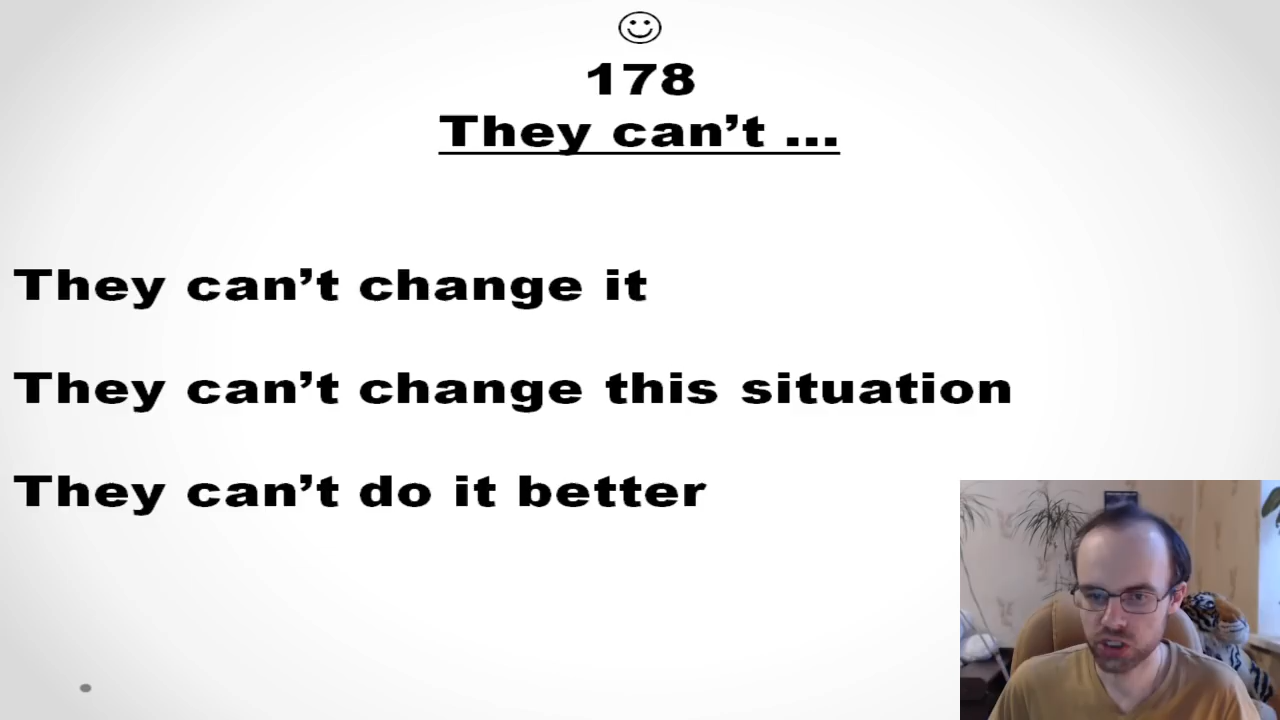 178
They can’t ...
They can’t change it
They can’t change this situation
They can’t do it better